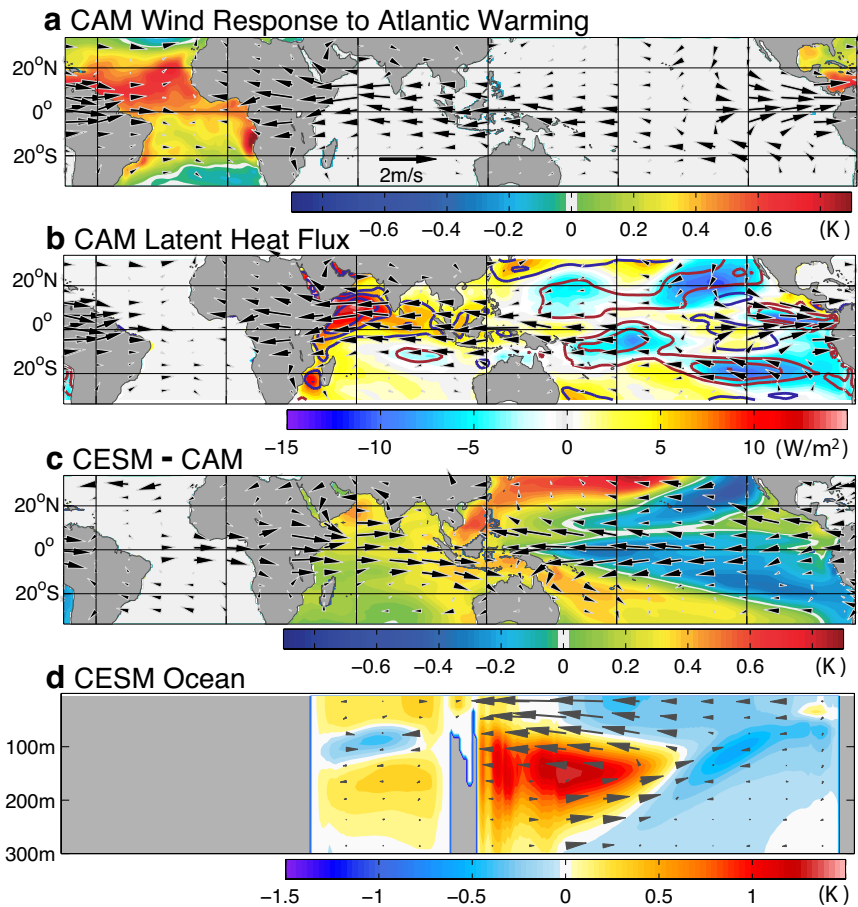 a CAM Wind Response to Atlantic Warming
20°N
0°
20°S
2m/s
−0.6 −0.4 −0.2 0 0.2 0.4 0.6 (K)
b CAM Latent Heat Flux
20°N
0°
20°S
−15 −10 −5 0 5 10 (W/m²)
c CESM - CAM
20°N
0°
20°S
−0.6 −0.4 −0.2 0 0.2 0.4 0.6 (K)
d CESM Ocean
100m
200m
300m
−1.5 −1 −0.5 0 0.5 1 (K)